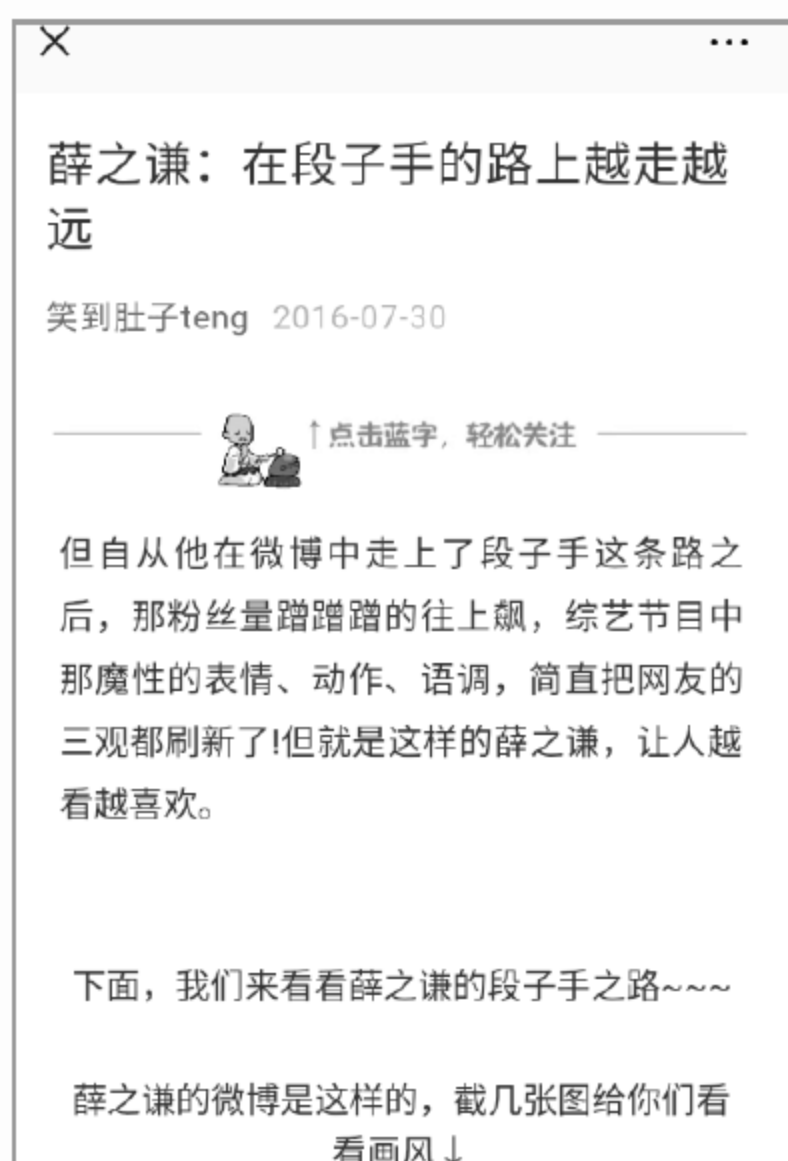 薛之谦：在段子手的路上越走越
远
笑到肚子teng 2016-07-30
↑点击蓝字，轻松关注
但自从他在微博中走上了段子手这条路之
后，那粉丝量蹭蹭蹭的往上飙，综艺节目中
那魔性的表情、动作、语调，简直把网友的
三观都刷新了!但就是这样的薛之谦，让人越
看越喜欢。
下面，我们来看看薛之谦的段子手之路~~~
薛之谦的微博是这样的，截几张图给你们看
看画风↓